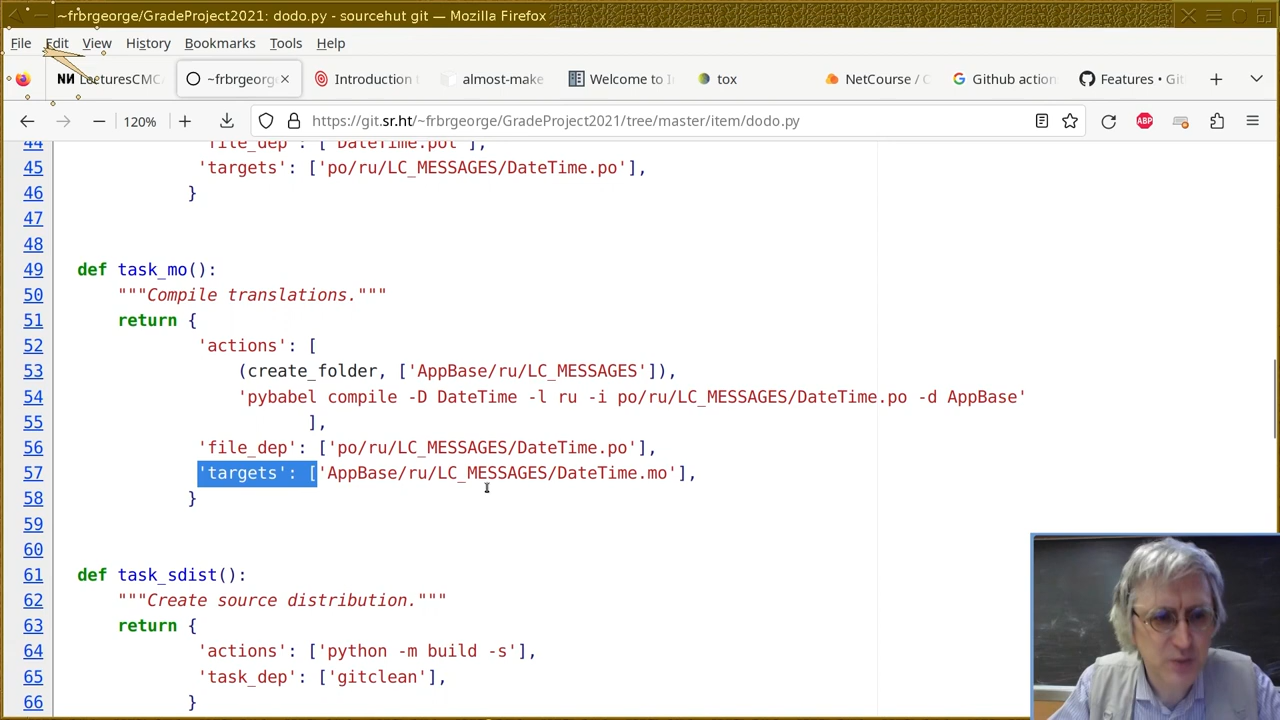 ~frbrgeorge/GradeProject2021: dodo.py - sourcehut git — Mozilla Firefox
File Edit View History Bookmarks Tools Help
LecturesCMC
~frbrgeorg
Introduction
almost-make
Welcome to
tox
NetCourse / C
Github action
Features • Git
120%
https://git.sr.ht/~frbrgeorge/GradeProject2021/tree/master/item/dodo.py
ABP
44 'file_dep': ['DateTime.pot'],
45 'targets': ['po/ru/LC_MESSAGES/DateTime.po'],
46 }
47
48
49 def task_mo():
50 """Compile translations."""
51 return {
52 'actions': [
53 (create_folder, ['AppBase/ru/LC_MESSAGES']),
54 'pybabel compile -D DateTime -l ru -i po/ru/LC_MESSAGES/DateTime.po -d AppBase'
55 ],
56 'file_dep': ['po/ru/LC_MESSAGES/DateTime.po'],
57 'targets': ['AppBase/ru/LC_MESSAGES/DateTime.mo'],
58 }
59
60
61 def task_sdist():
62 """Create source distribution."""
63 return {
64 'actions': ['python -m build -s'],
65 'task_dep': ['gitclean'],
66 }